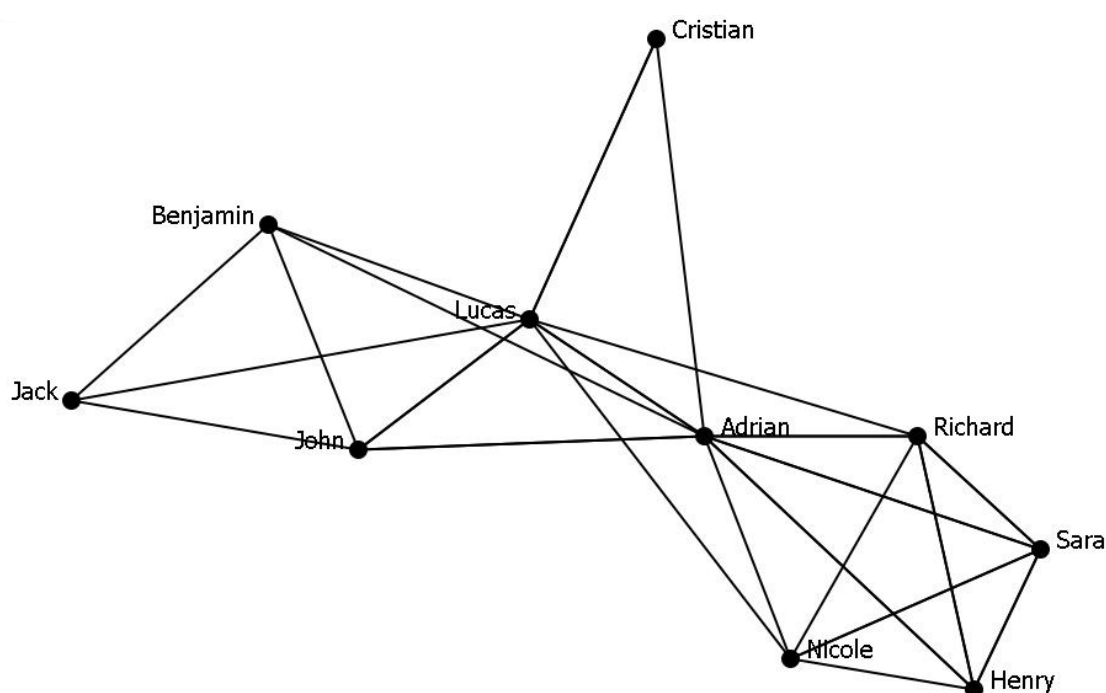 Cristian
Benjamin
Lucas
Jack
John
Adrian
Richard
Sara
Nicole
Henry